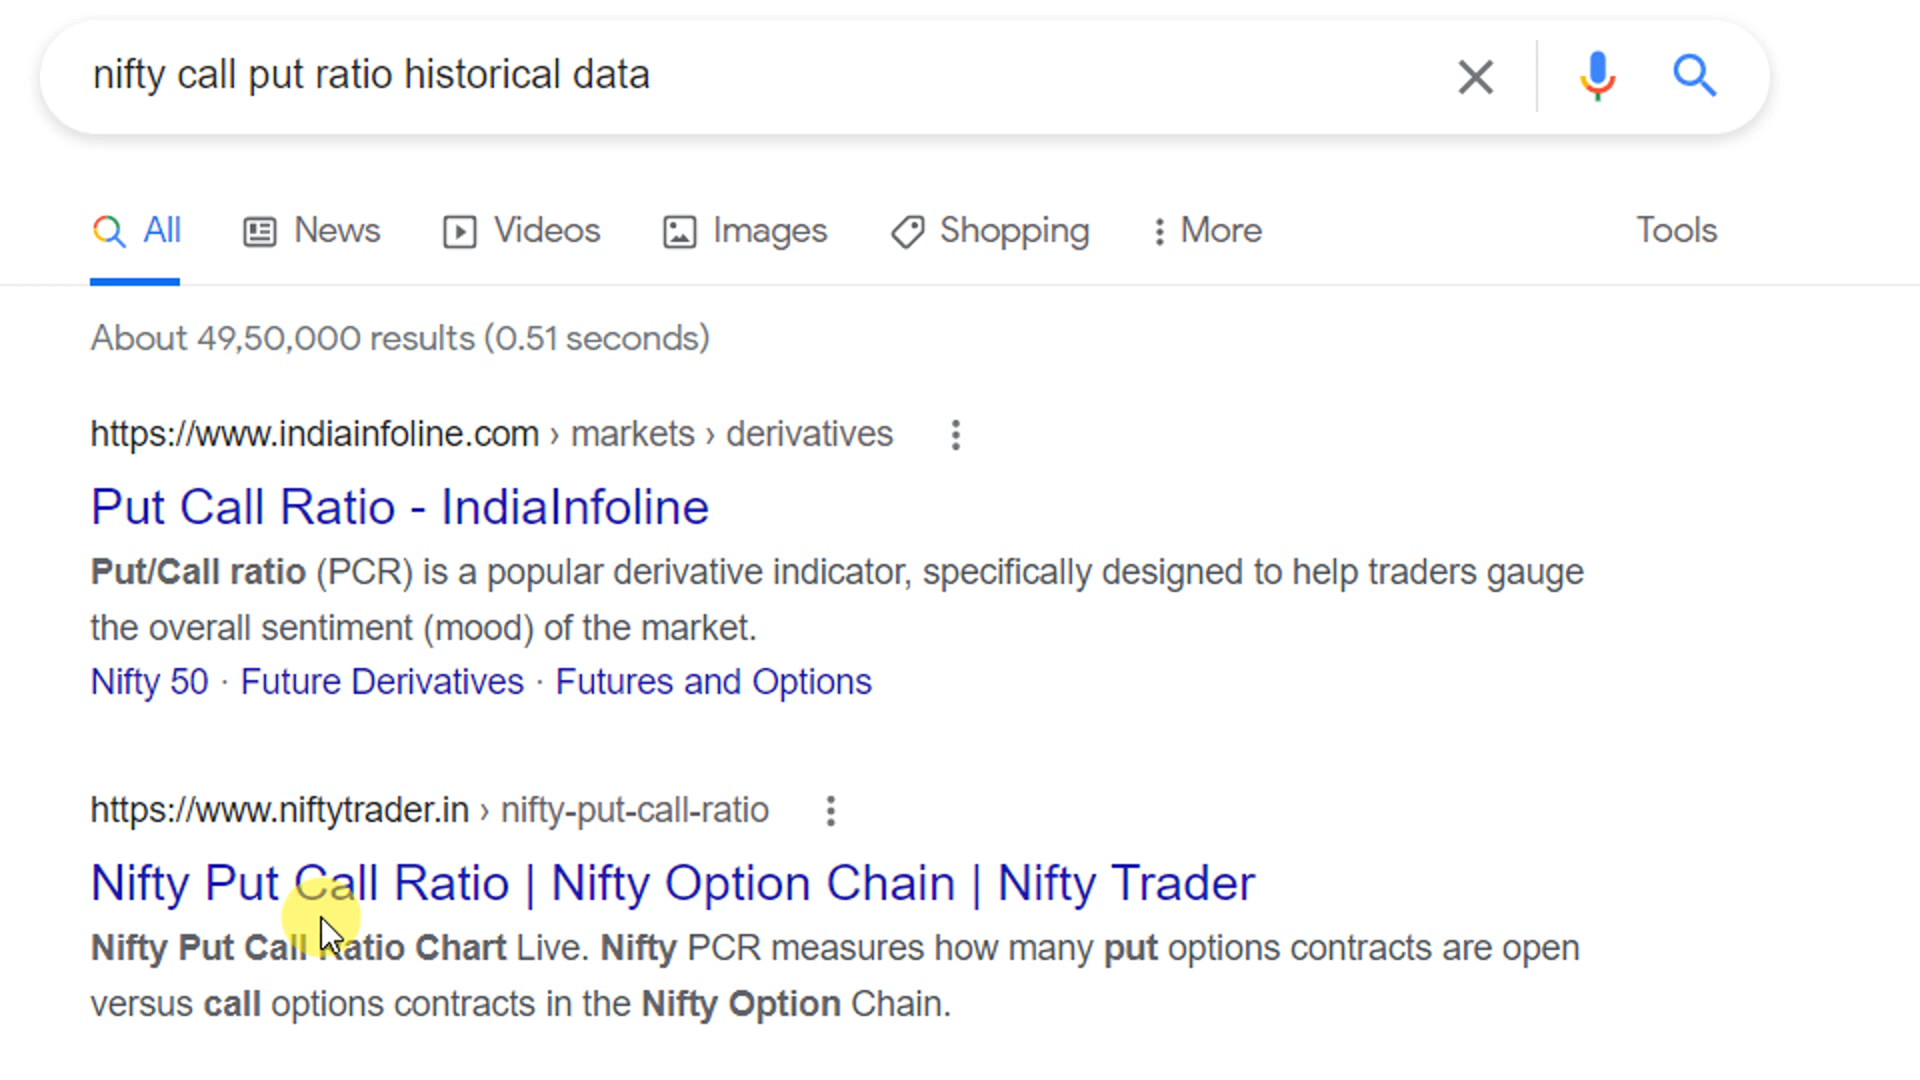 nifty call put ratio historical data
All News Videos Images Shopping More Tools
About 49,50,000 results (0.51 seconds)
https://www.indiainfoline.com › markets › derivatives
Put Call Ratio - IndiaInfoline
Put/Call ratio (PCR) is a popular derivative indicator, specifically designed to help traders gauge
the overall sentiment (mood) of the market.
Nifty 50 · Future Derivatives · Futures and Options
https://www.niftytrader.in › nifty-put-call-ratio
Nifty Put Call Ratio | Nifty Option Chain | Nifty Trader
Nifty Put Call Ratio Chart Live. Nifty PCR measures how many put options contracts are open
versus call options contracts in the Nifty Option Chain.